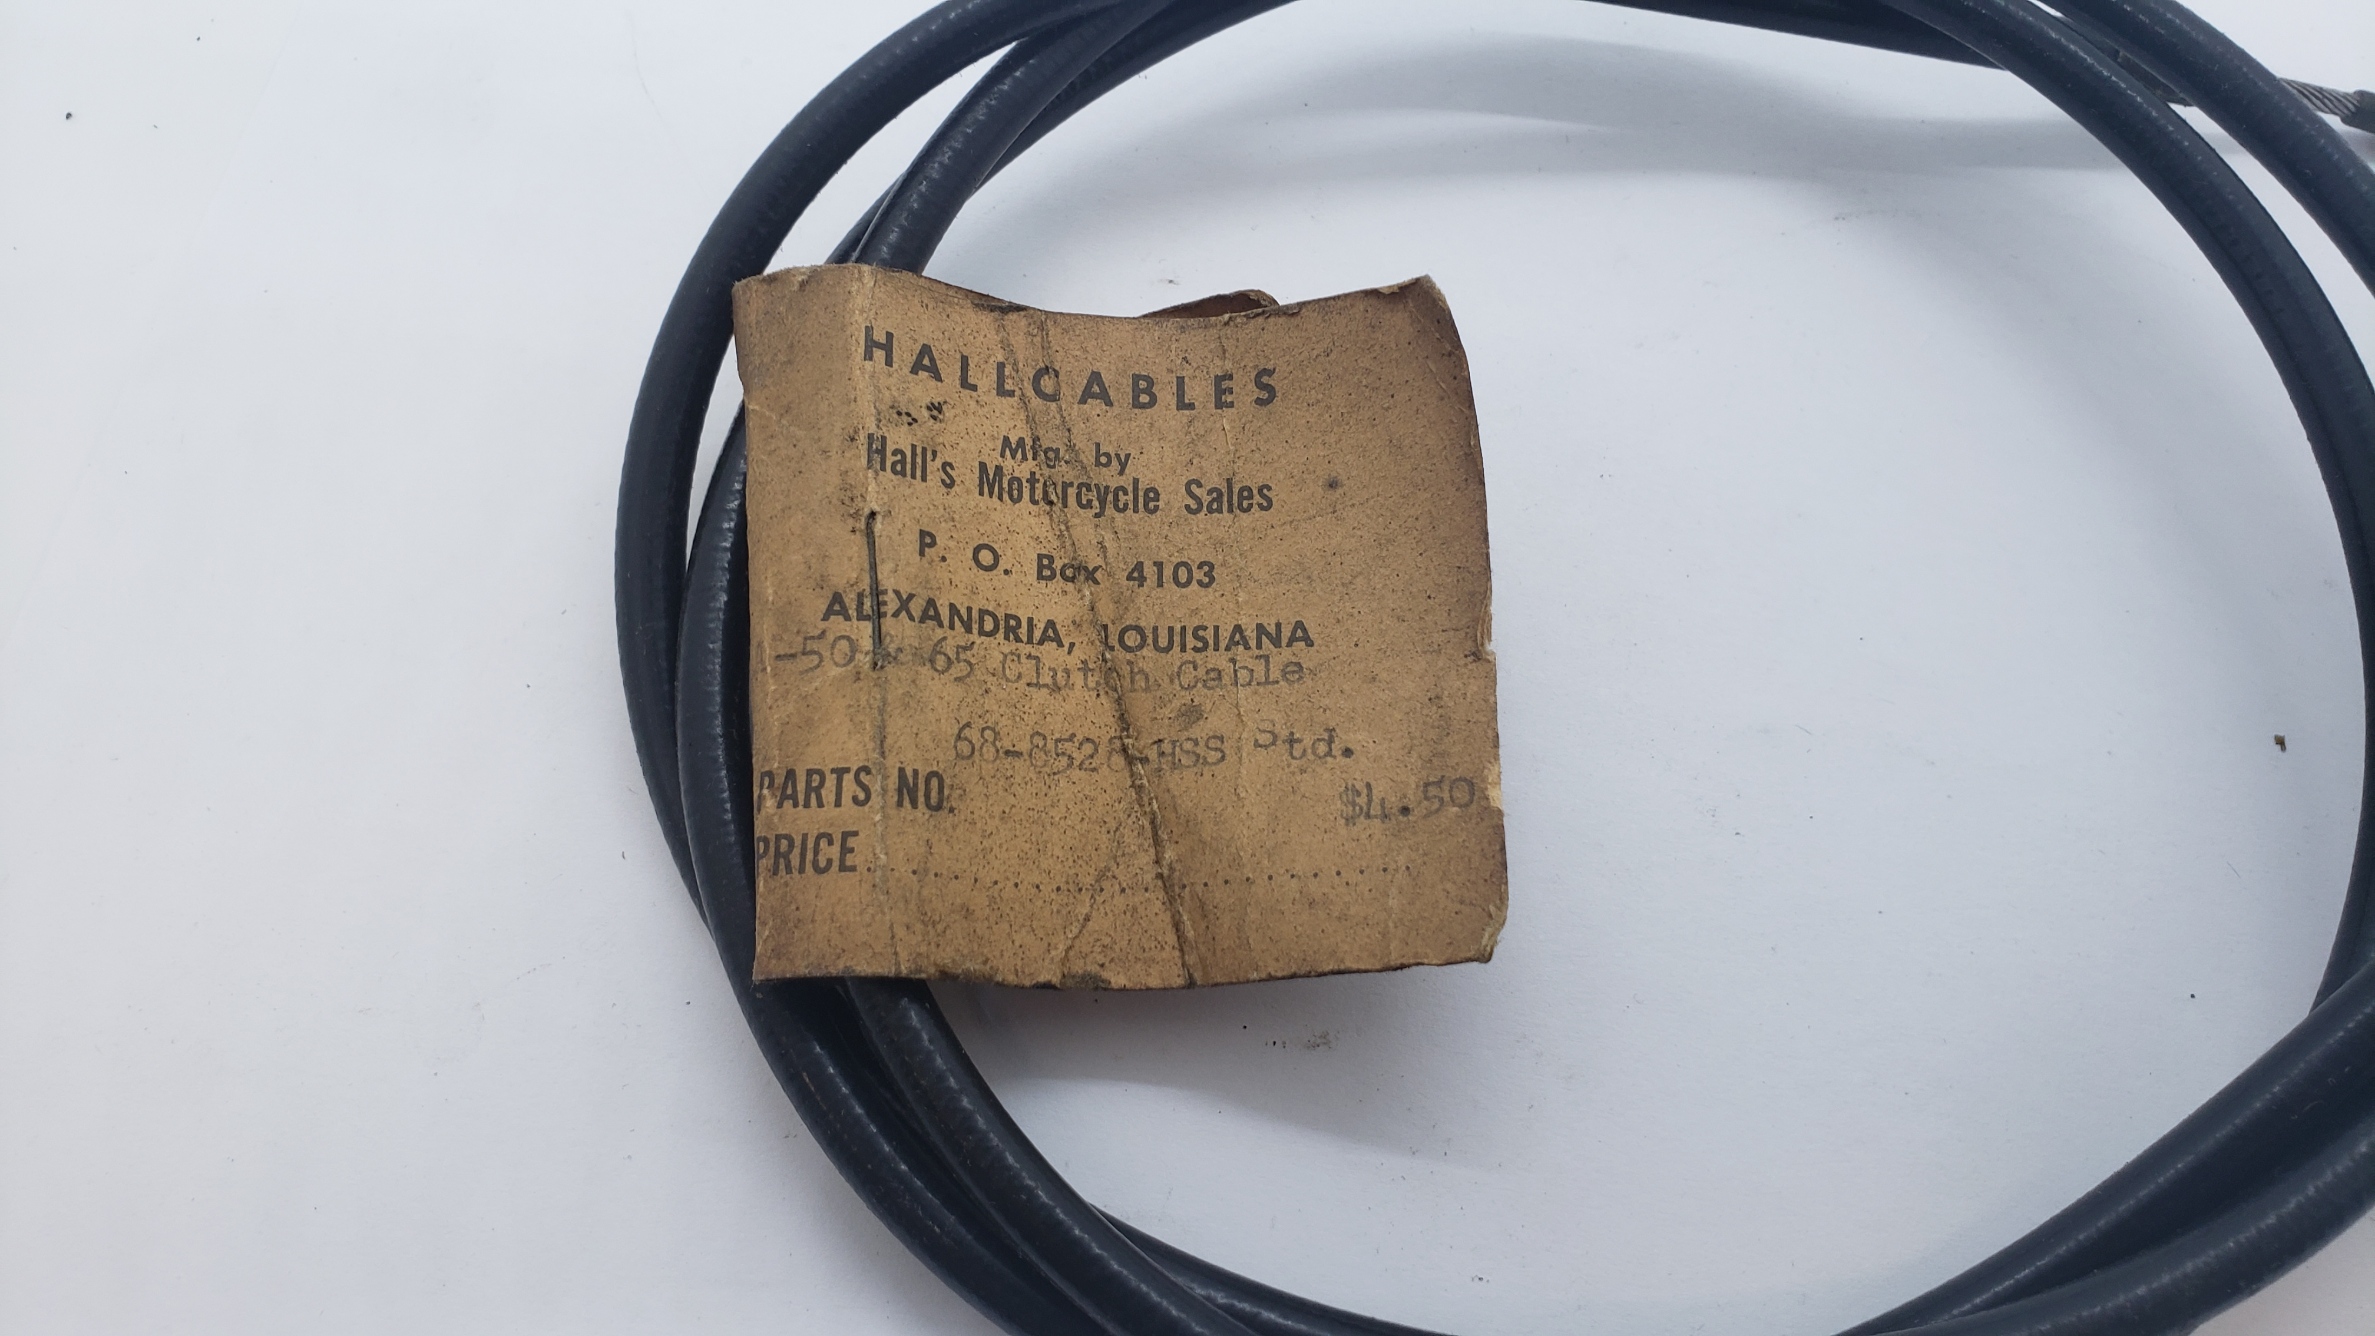 HALLCABLES
Mfg. by
Hall's Motorcycle Sales
P. O. Box 4103
ALEXANDRIA, LOUISIANA
-50 & 65 Clutch Cable
68-8528-HSS Std.
PARTS NO.
$4.50
PRICE